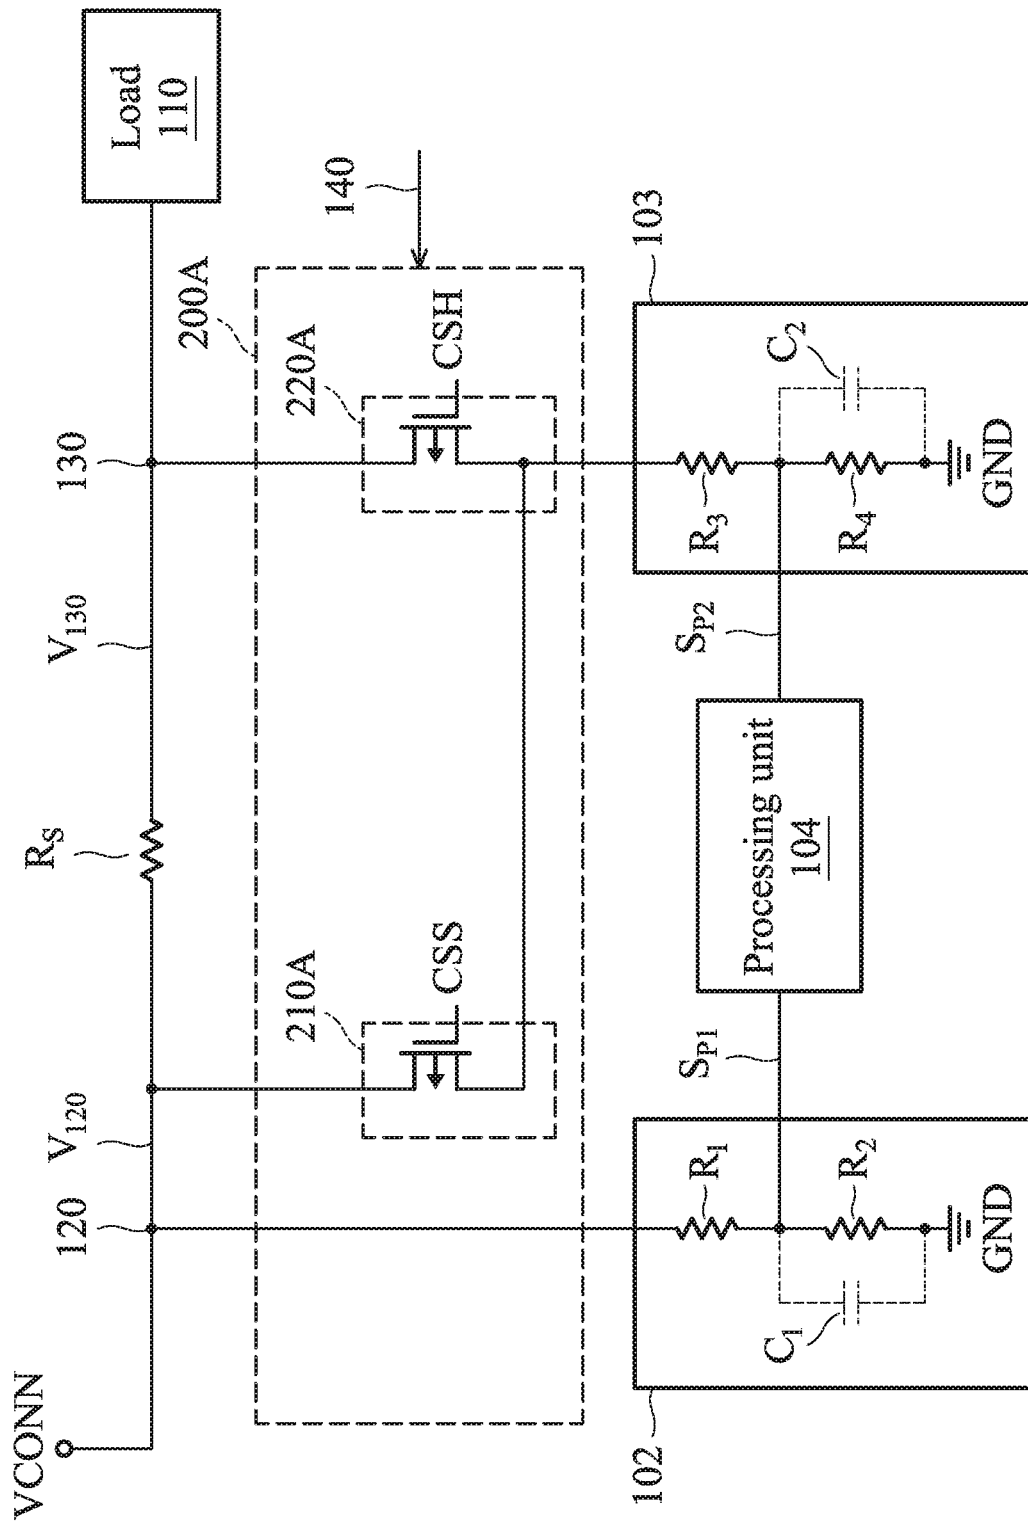 VCONN
120
V120
RS
V130
130
Load
110
200A
140
210A
CSS
220A
CSH
102
R1
R2
C1
GND
SP1
Processing unit
104
SP2
103
R3
R4
C2
GND